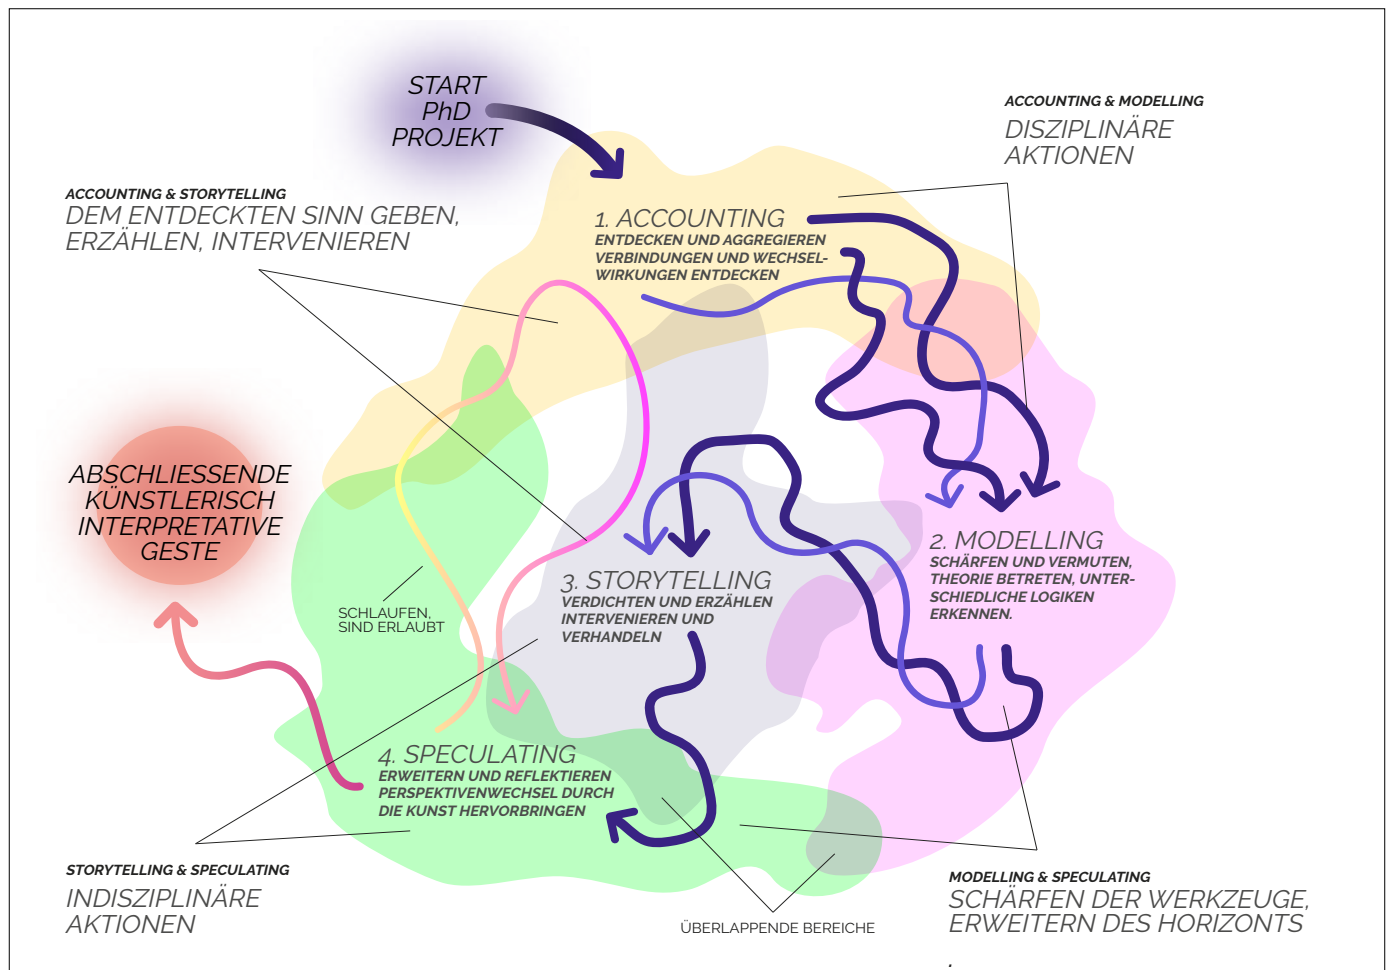 START
PhD
PROJEKT
ACCOUNTING & MODELLING
DISZIPLINÄRE
AKTIONEN
ACCOUNTING & STORYTELLING
DEM ENTDECKTEN SINN GEBEN,
ERZÄHLEN, INTERVENIEREN
1. ACCOUNTING
ENTDECKEN UND AGGREGIEREN
VERBINDUNGEN UND WECHSEL-
WIRKUNGEN ENTDECKEN
ABSCHLIESSENDE
KÜNSTLERISCH
INTERPRETATIVE
GESTE
2. MODELLING
SCHÄRFEN UND VERMUTEN,
THEORIE BETRETEN, UNTER-
SCHIEDLICHE LOGIKEN
ERKENNEN.
3. STORYTELLING
VERDICHTEN UND ERZÄHLEN
INTERVENIEREN UND
VERHANDELN
SCHLAUFEN,
SIND ERLAUBT
4. SPECULATING
ERWEITERN UND REFLEKTIEREN
PERSPEKTIVENWECHSEL DURCH
DIE KUNST HERVORBRINGEN
STORYTELLING & SPECULATING
INDISZIPLINÄRE
AKTIONEN
ÜBERLAPPENDE BEREICHE
MODELLING & SPECULATING
SCHÄRFEN DER WERKZEUGE,
ERWEITERN DES HORIZONTS